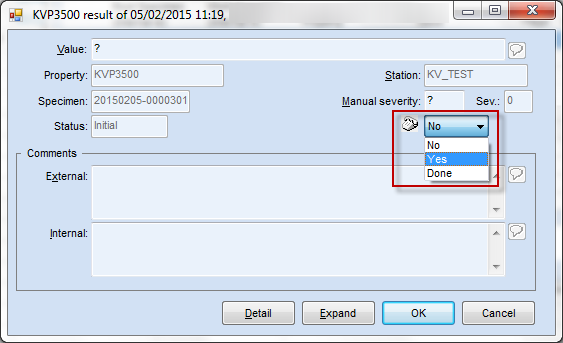 KVP3500 result of 05/02/2015 11:19,
Value: ?
Property: KVP3500 Station: KV_TEST
Specimen: 20150205-0000301 Manual severity: ? Sev.: 0
Status: Initial No
No
Yes
Done
Comments
External:
Internal:
Detail Expand OK Cancel